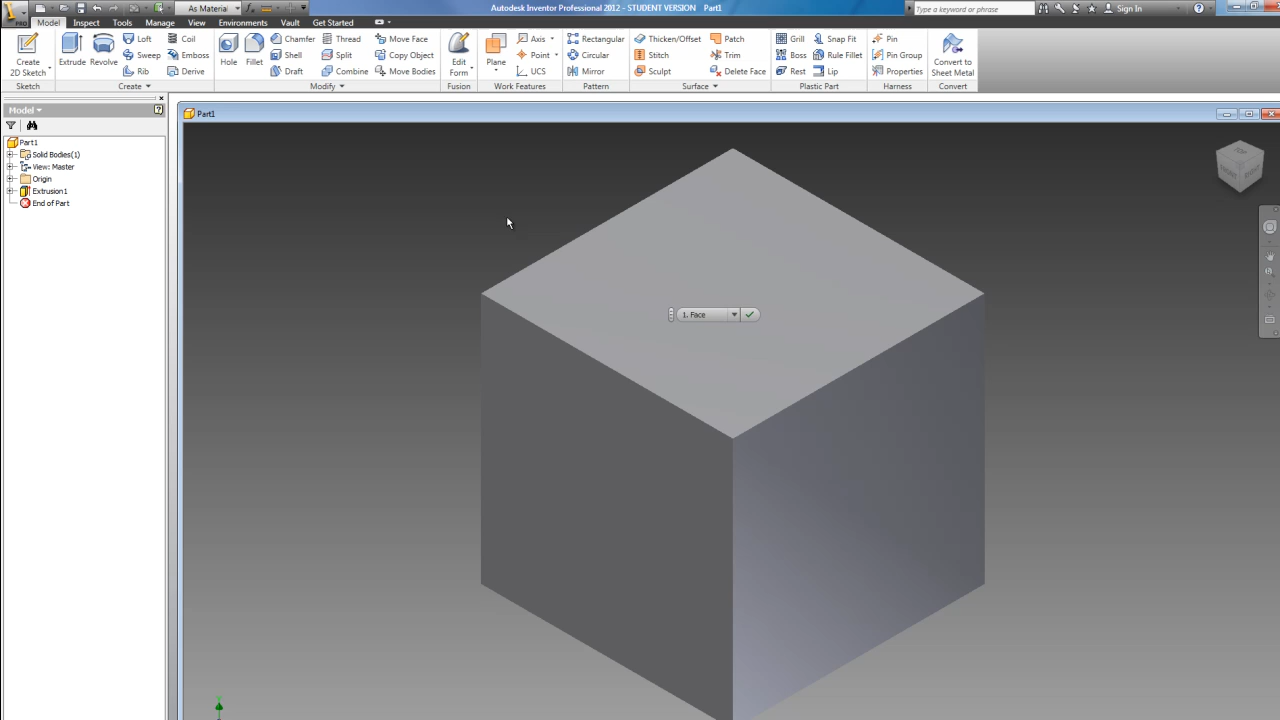 As Material
Autodesk Inventor Professional 2012 - STUDENT VERSION Part1
Type a keyword or phrase
Sign In
PRO
Model Inspect Tools Manage View Environments Vault Get Started
Create 2D Sketch
Extrude Revolve
Loft Coil
Sweep Emboss
Rib Derive
Hole Fillet
Chamfer Thread Move Face
Shell Split Copy Object
Draft Combine Move Bodies
Edit Form
Plane
Axis
Point
UCS
Rectangular
Circular
Mirror
Thicken/Offset Patch
Stitch Trim
Sculpt Delete Face
Grill Snap Fit
Boss Rule Fillet
Rest Lip
Pin
Pin Group
Properties
Convert to Sheet Metal
Sketch Create Modify Fusion Work Features Pattern Surface Plastic Part Harness Convert
Model
Part1
Part1
Solid Bodies(1)
View: Master
Origin
Extrusion1
End of Part
1. Face
TOP